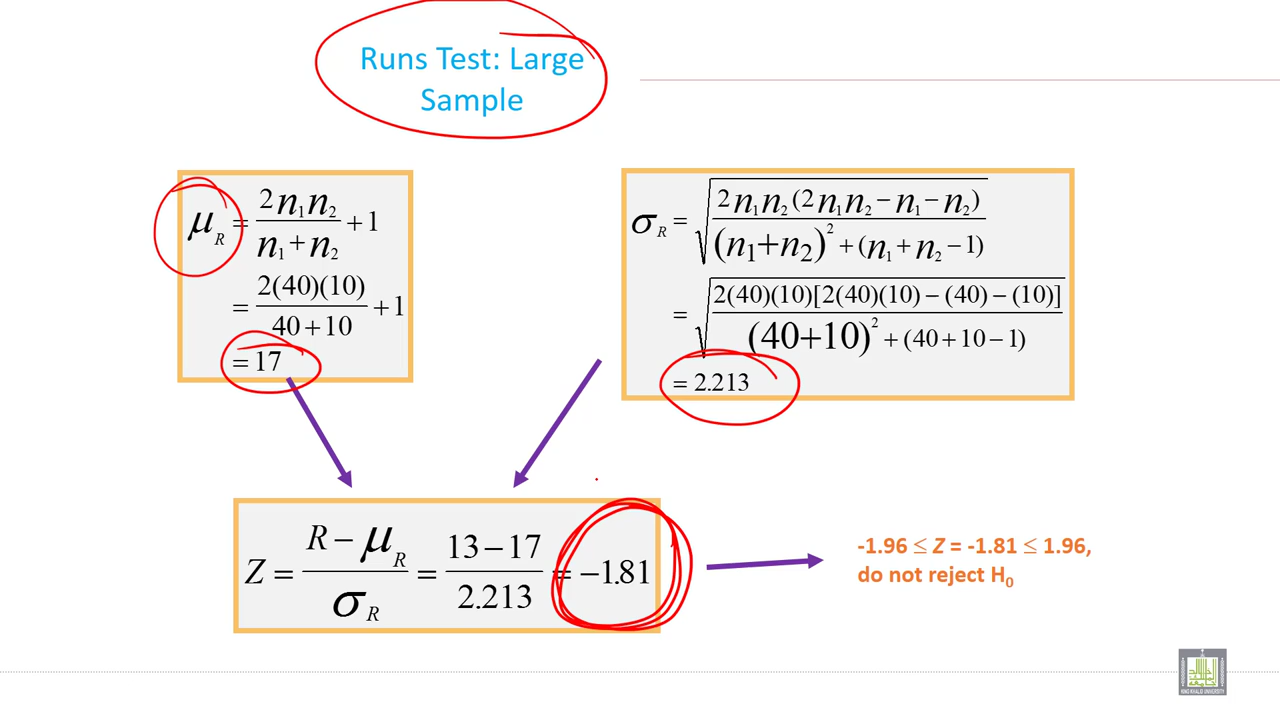 Runs Test: Large
Sample
μ_R = 2n₁n₂ / (n₁ + n₂) + 1
= 2(40)(10) / (40 + 10) + 1
= 17
σ_R = √[2n₁n₂(2n₁n₂ − n₁ − n₂) / ((n₁+n₂)² + (n₁ + n₂ − 1))]
= √[2(40)(10)[2(40)(10) − (40) − (10)] / ((40+10)² + (40 + 10 − 1))]
= 2.213
Z = (R − μ_R) / σ_R = (13 − 17) / 2.213 = −1.81
-1.96 ≤ Z = -1.81 ≤ 1.96,
do not reject H₀
KING KHALID UNIVERSITY